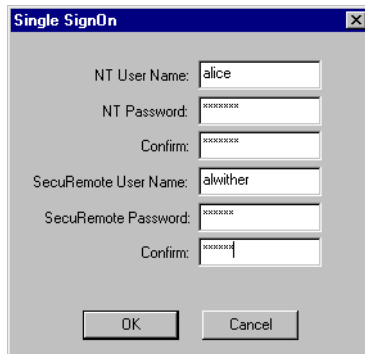 Single SignOn
NT User Name: alice
NT Password: *******
Confirm: *******
SecuRemote User Name: alwither
SecuRemote Password: ******
Confirm: ******
OK Cancel